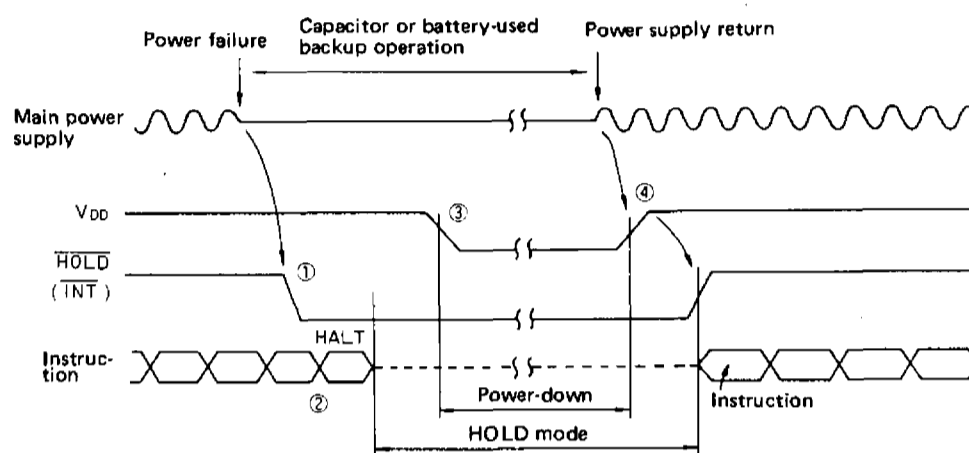 Capacitor or battery-used
backup operation
Power failure
Power supply return
Main power
supply
VDD
③
④
HOLD
(INT)
①
HALT
Instruc-
tion
②
Power-down
Instruction
HOLD mode